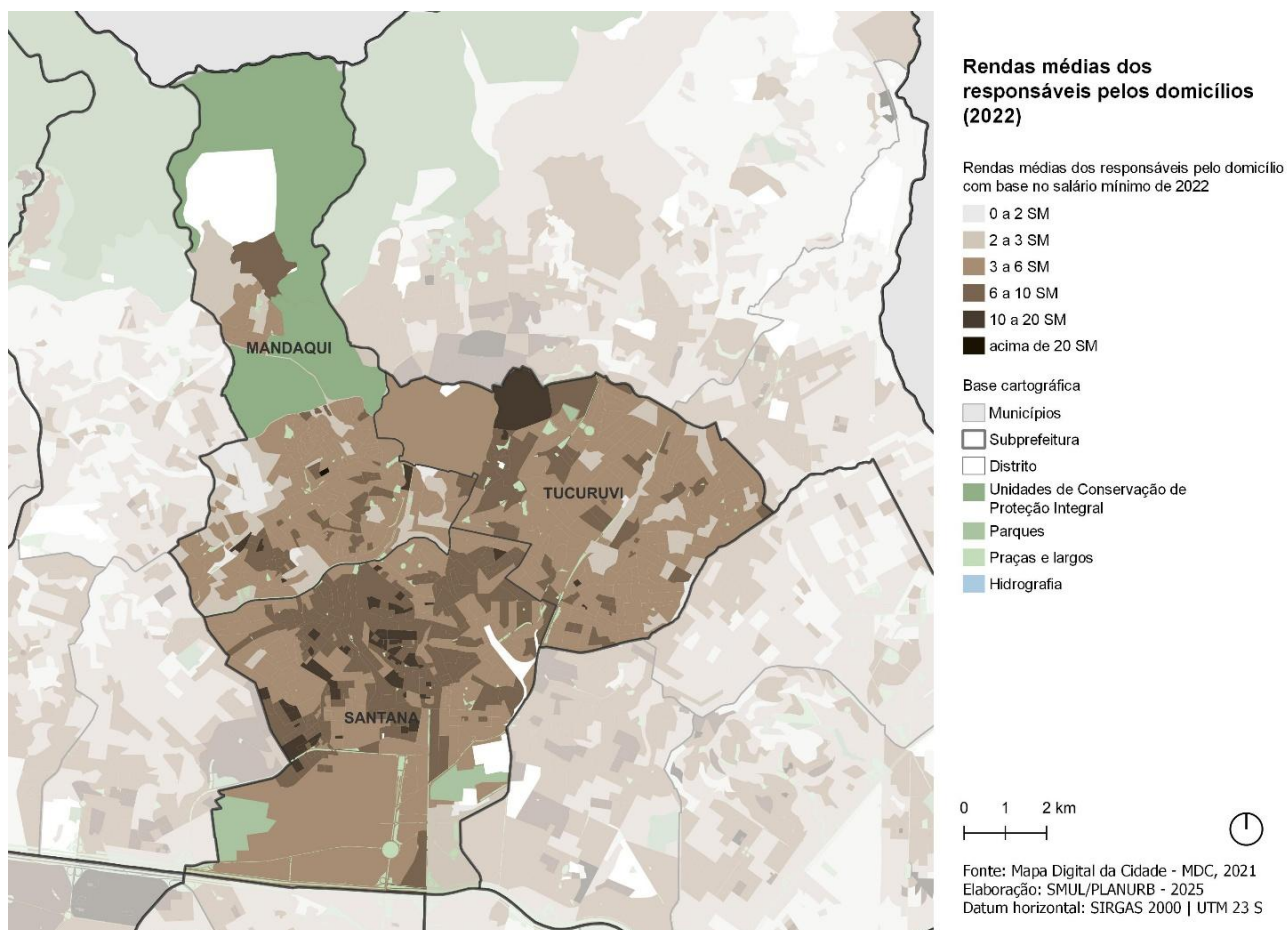 Rendas médias dos
responsáveis pelos domicílios
(2022)
Rendas médias dos responsáveis pelo domicílio
com base no salário mínimo de 2022
0 a 2 SM
2 a 3 SM
3 a 6 SM
6 a 10 SM
10 a 20 SM
acima de 20 SM
Base cartográfica
Municípios
Subprefeitura
Distrito
Unidades de Conservação de
Proteção Integral
Parques
Praças e largos
Hidrografia
MANDAQUI
TUCURUVI
SANTANA
0 1 2 km
Fonte: Mapa Digital da Cidade - MDC, 2021
Elaboração: SMUL/PLANURB - 2025
Datum horizontal: SIRGAS 2000 | UTM 23 S